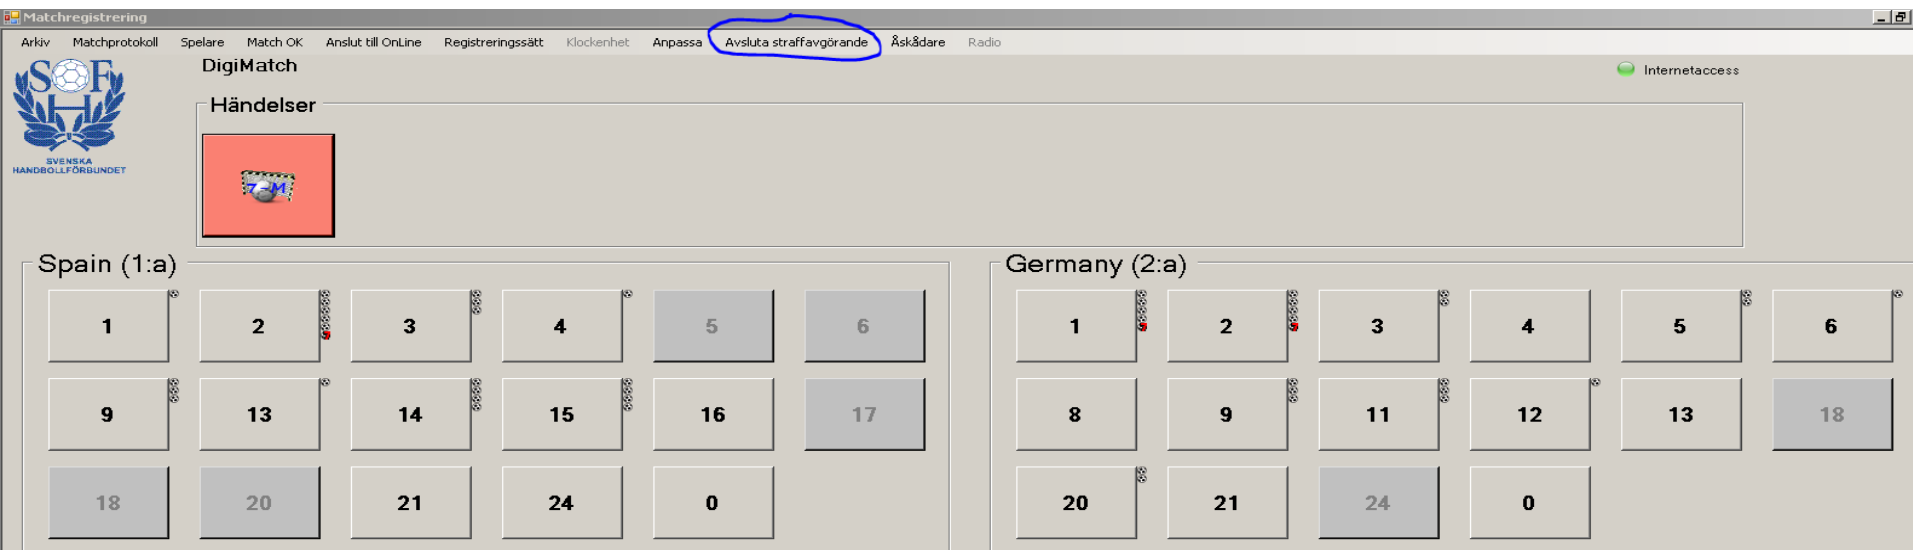 Matchregistrering
Arkiv Matchprotokoll Spelare Match OK Anslut till OnLine Registreringssätt Klockenhet Anpassa Avsluta straffavgörande Åskådare Radio
S F
H
SVENSKA
HANDBOLLFÖRBUNDET
DigiMatch
Internetaccess
Händelser
7-M
Spain (1:a)
1 2 3 4 5 6
9 13 14 15 16 17
18 20 21 24 0
Germany (2:a)
1 2 3 4 5 6
8 9 11 12 13 18
20 21 24 0